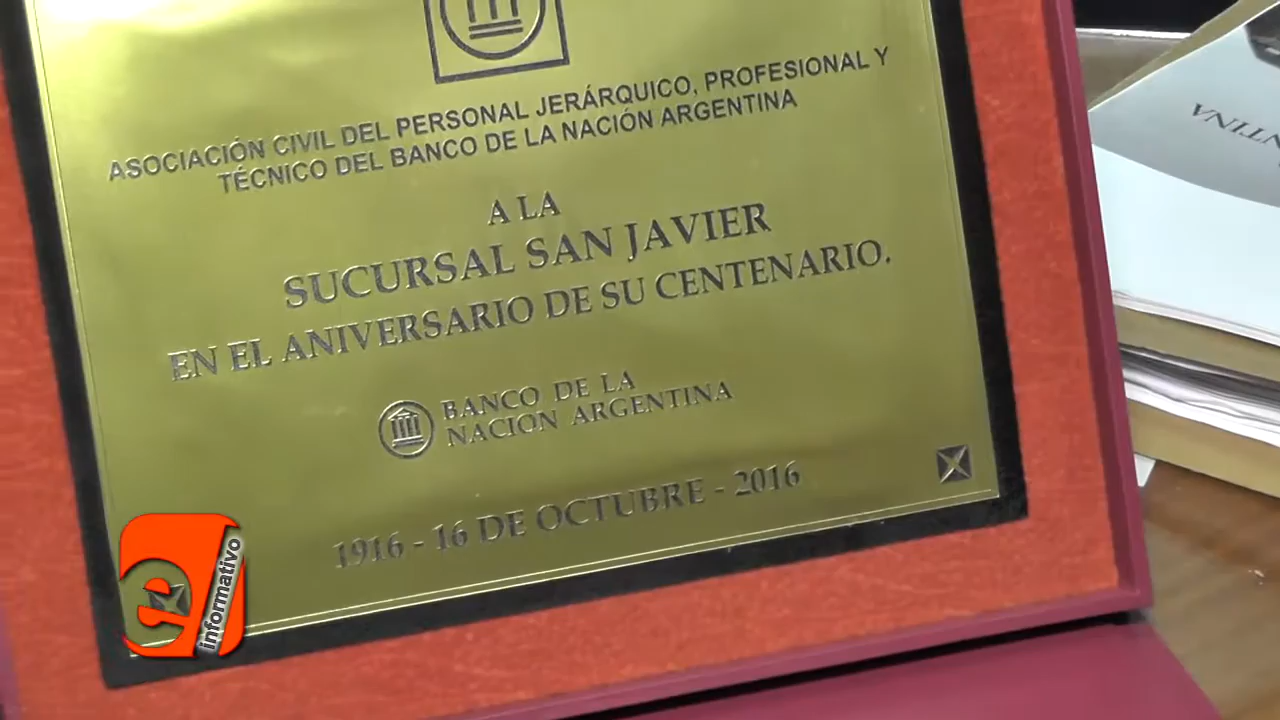 ASOCIACIÓN CIVIL DEL PERSONAL JERÁRQUICO, PROFESIONAL Y
TÉCNICO DEL BANCO DE LA NACIÓN ARGENTINA
A LA
SUCURSAL SAN JAVIER
EN EL ANIVERSARIO DE SU CENTENARIO.
BANCO DE LA
NACION ARGENTINA
1916 - 16 DE OCTUBRE - 2016
el informativo